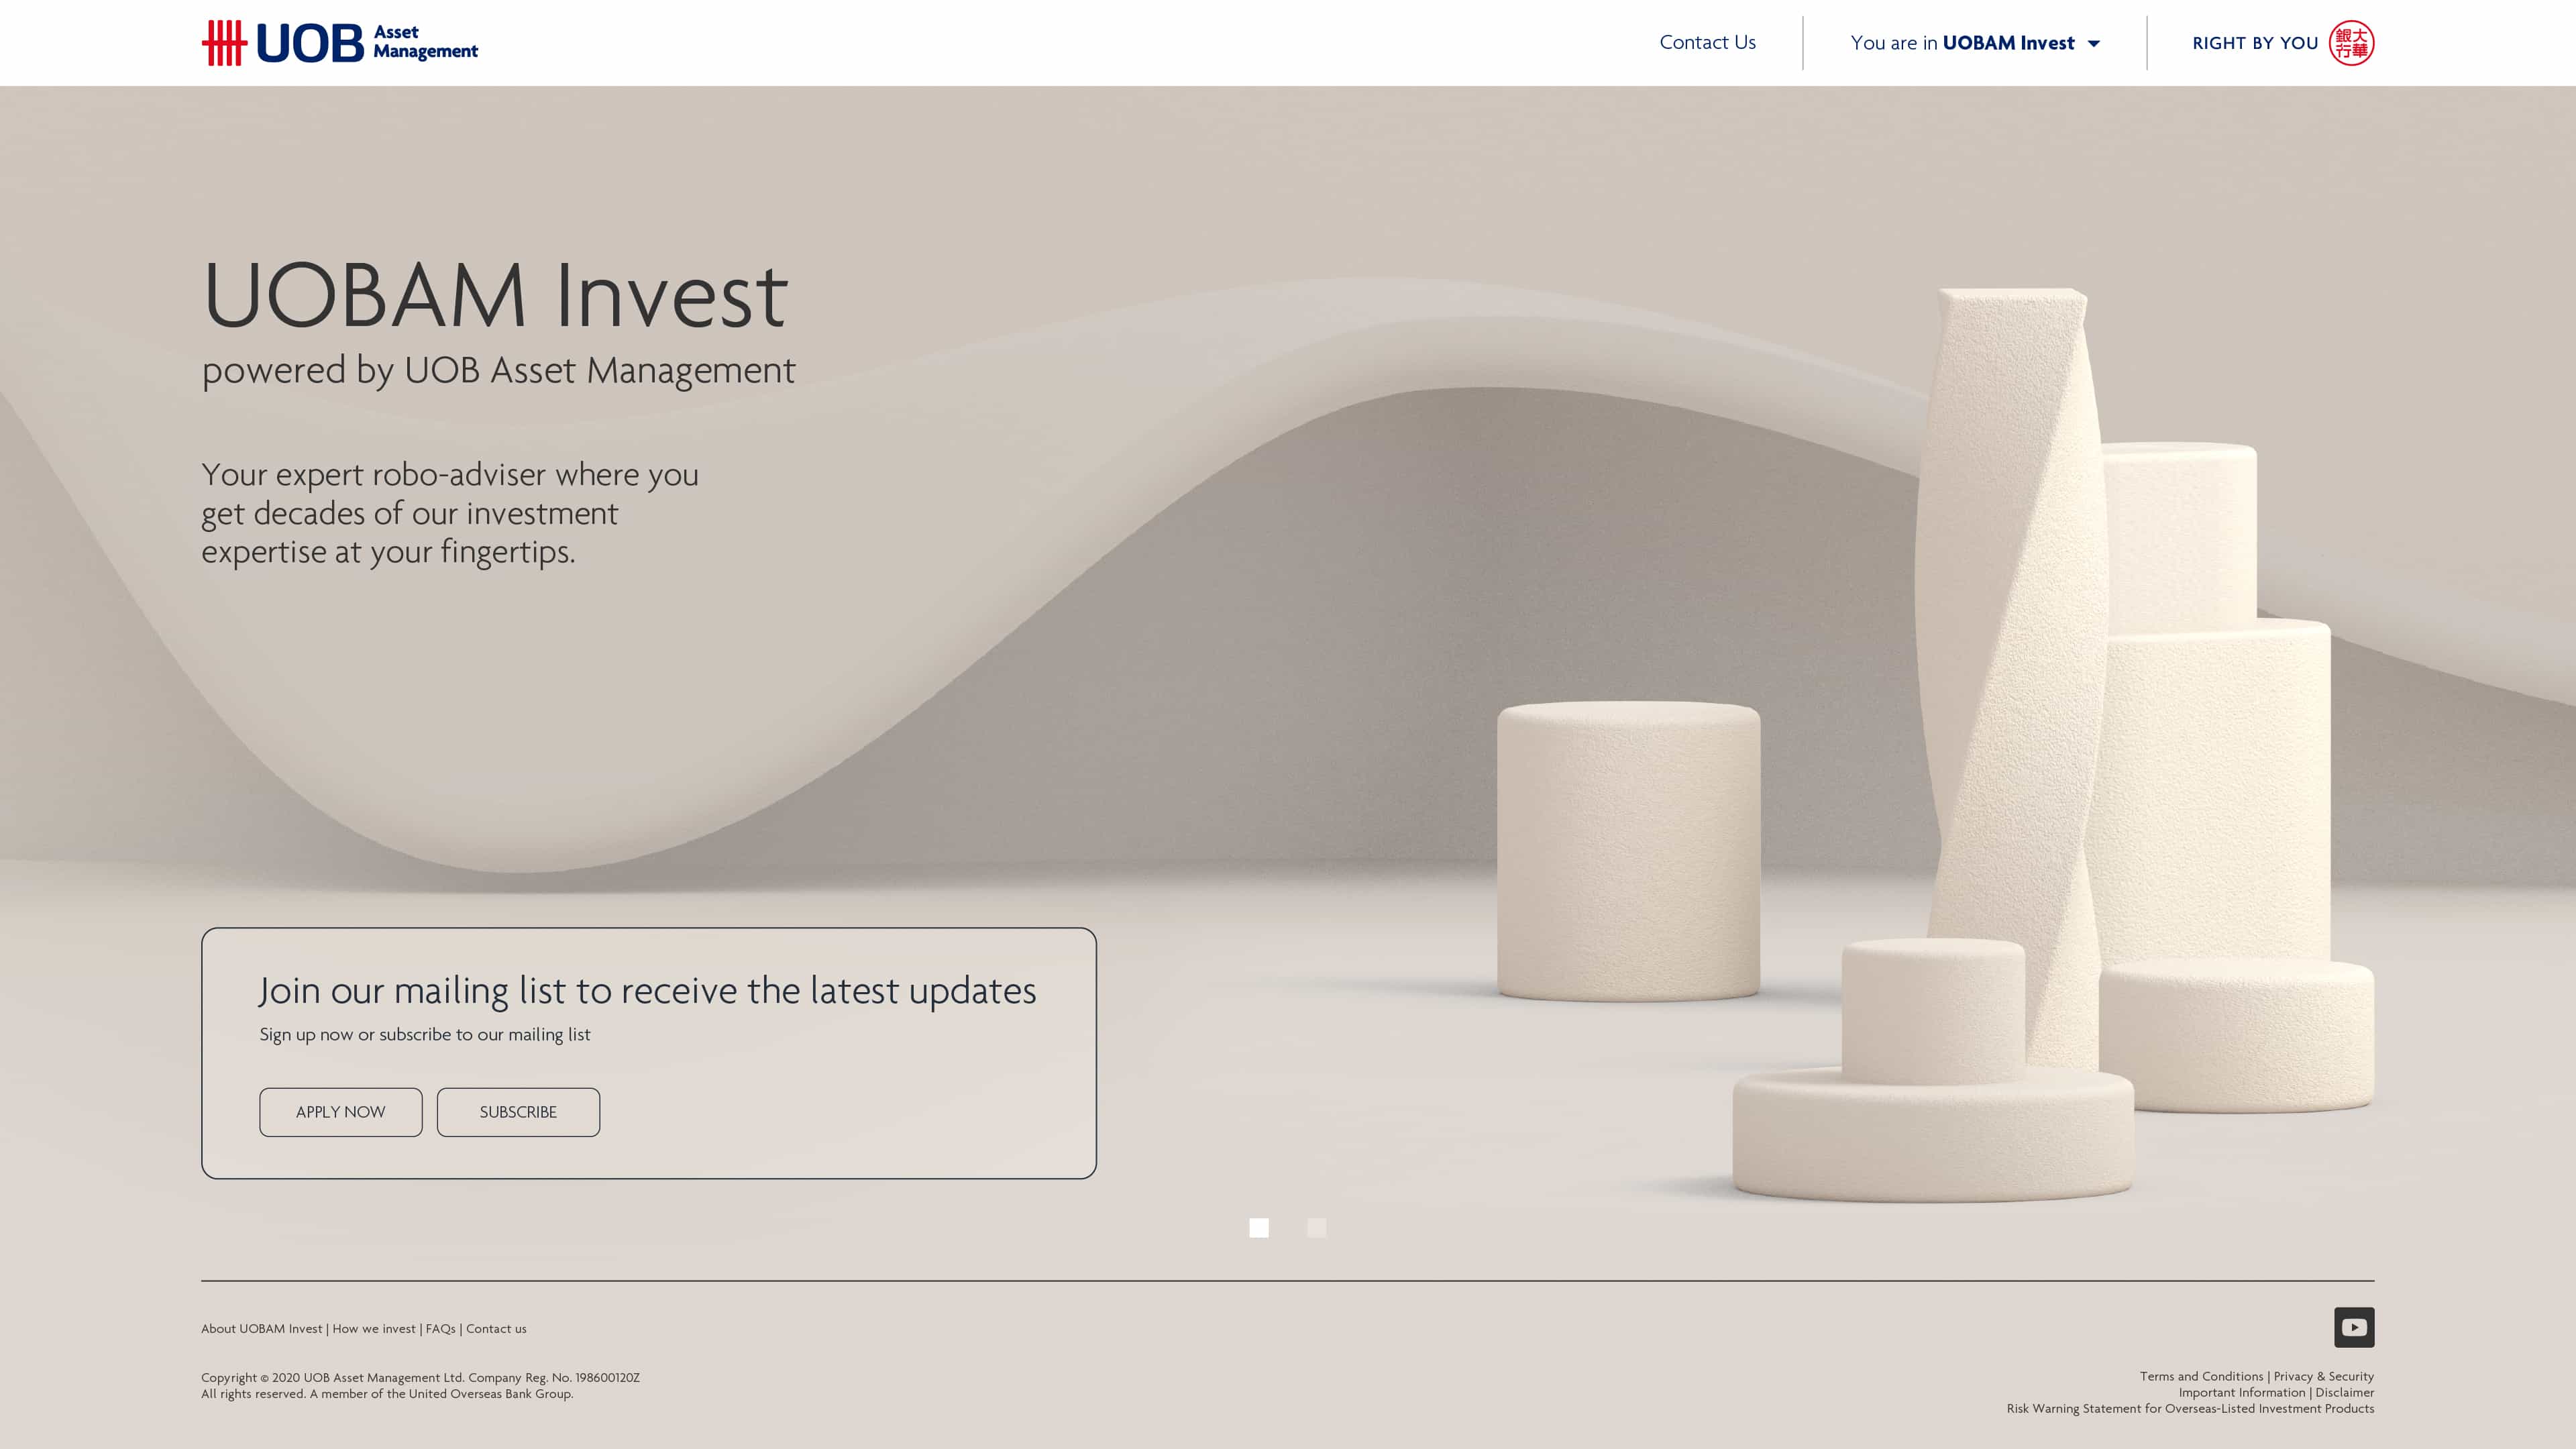 UOB Asset
Management
Contact Us
You are in UOBAM Invest
RIGHT BY YOU
銀大
行華
UOBAM Invest
powered by UOB Asset Management
Your expert robo-adviser where you
get decades of our investment
expertise at your fingertips.
Join our mailing list to receive the latest updates
Sign up now or subscribe to our mailing list
APPLY NOW
SUBSCRIBE
About UOBAM Invest | How we invest | FAQs | Contact us
Copyright © 2020 UOB Asset Management Ltd. Company Reg. No. 198600120Z
All rights reserved. A member of the United Overseas Bank Group.
Terms and Conditions | Privacy & Security
Important Information | Disclaimer
Risk Warning Statement for Overseas-Listed Investment Products